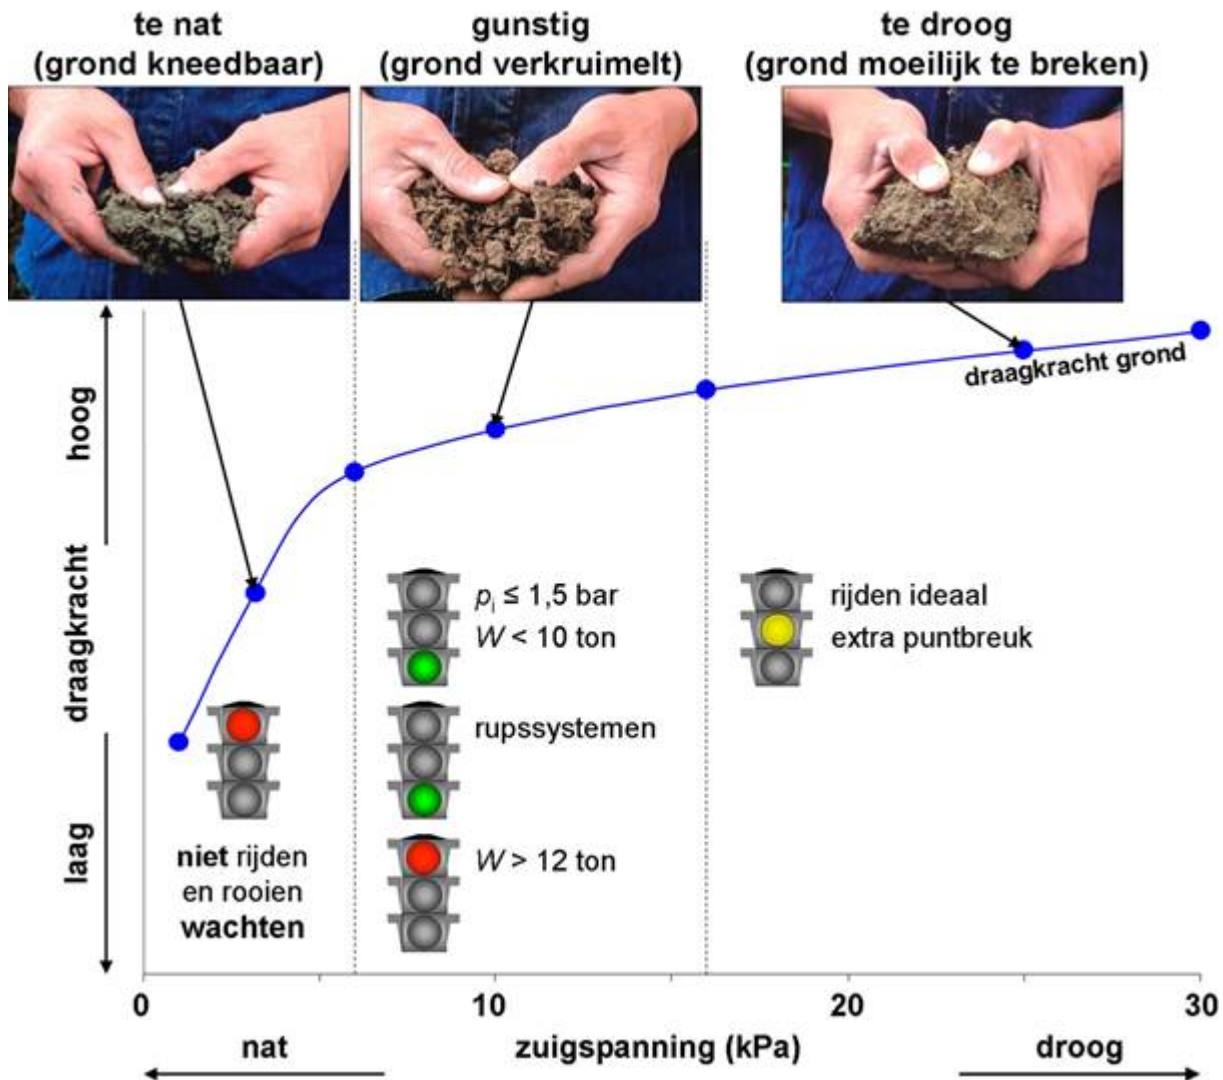 te nat
(grond kneedbaar)
gunstig
(grond verkruimelt)
te droog
(grond moeilijk te breken)
hoog
draagkracht
laag
draagkracht grond
niet rijden
en rooien
wachten
pi ≤ 1,5 bar
W < 10 ton
rupssystemen
W > 12 ton
rijden ideaal
extra puntbreuk
0
10
20
30
nat
zuigspanning (kPa)
droog